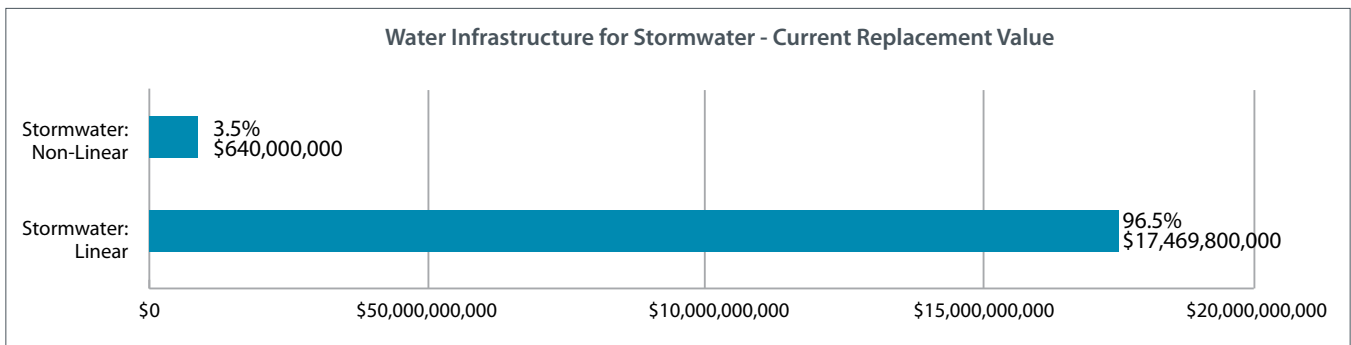 Water Infrastructure for Stormwater - Current Replacement Value
Stormwater:
Non-Linear
3.5%
$640,000,000
Stormwater:
Linear
96.5%
$17,469,800,000
$0
$50,000,000,000
$10,000,000,000
$15,000,000,000
$20,000,000,000